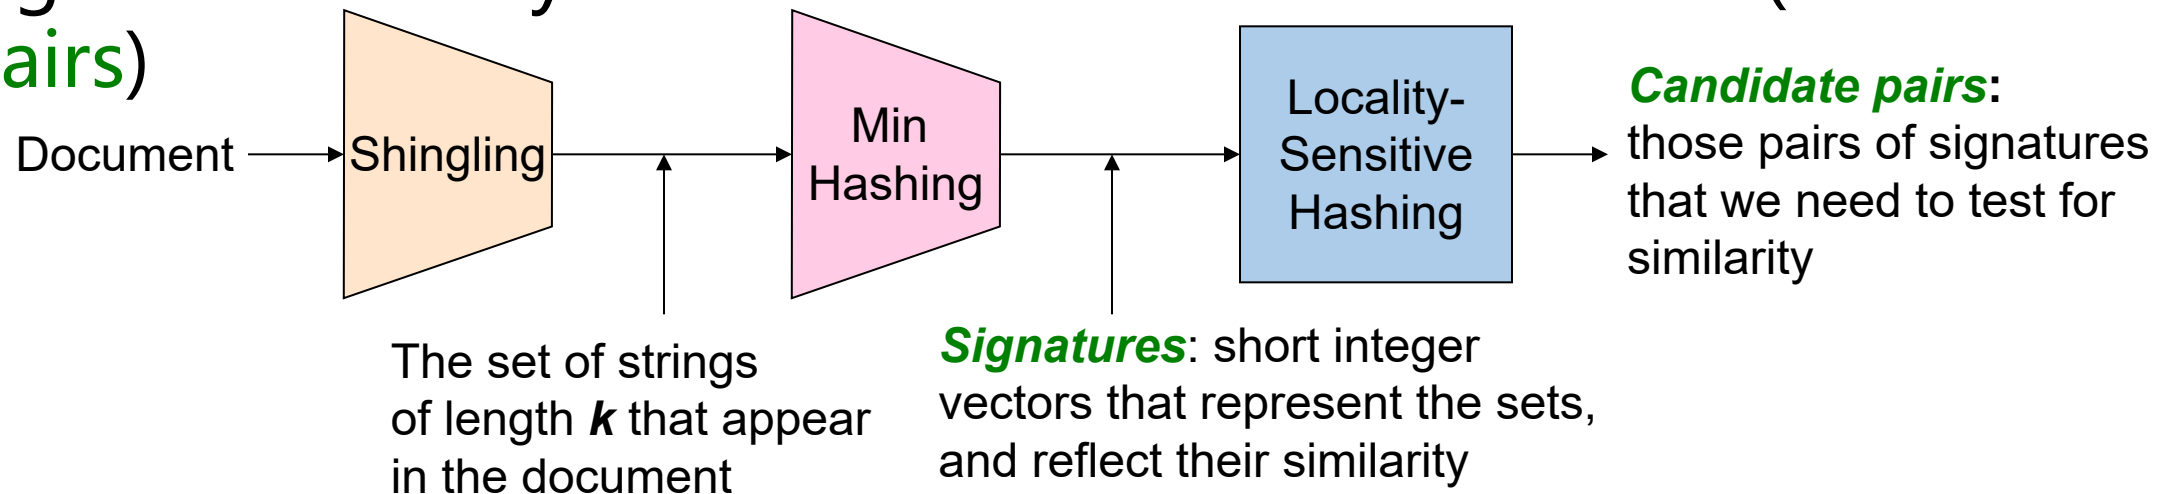 airs)
Document
Shingling
Min
Hashing
Locality-
Sensitive
Hashing
Candidate pairs:
those pairs of signatures
that we need to test for
similarity
The set of strings
of length k that appear
in the document
Signatures: short integer
vectors that represent the sets,
and reflect their similarity